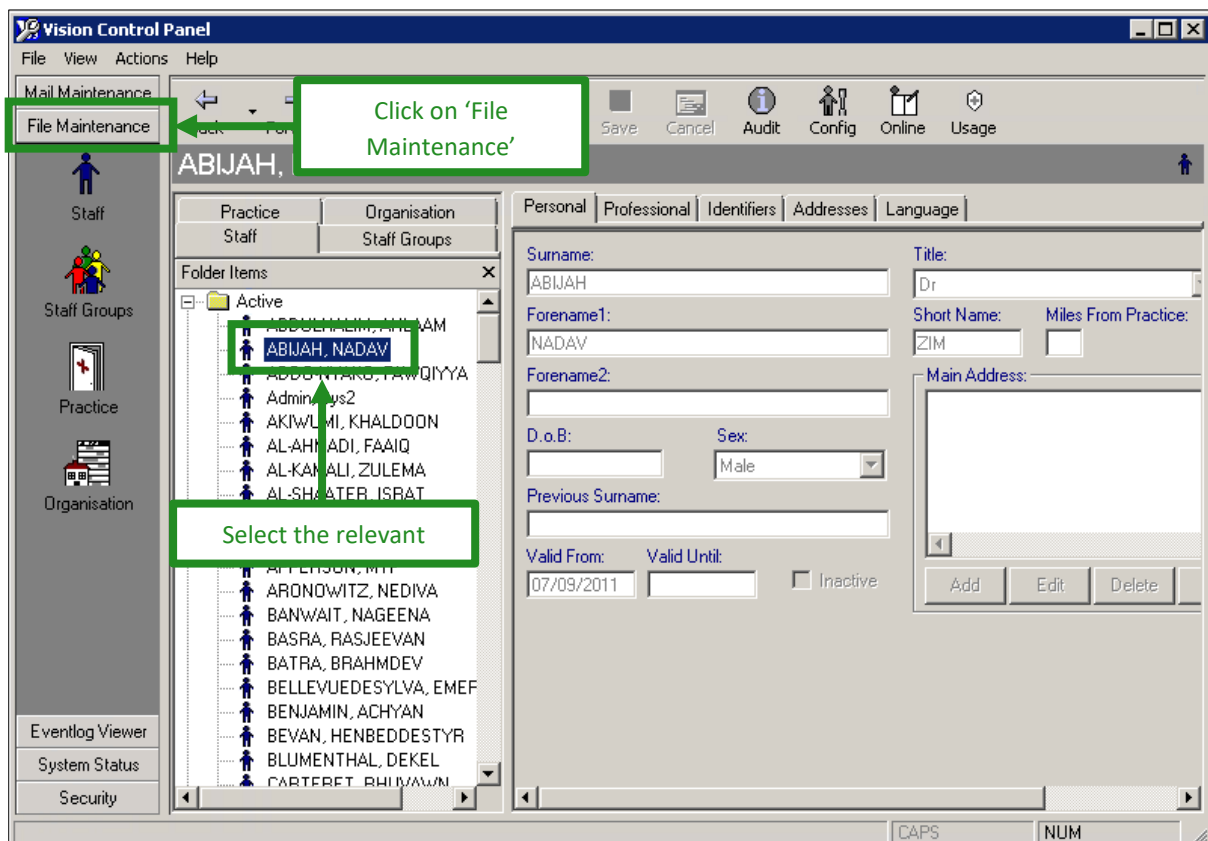 Vision Control Panel
File View Actions Help
Mail Maintenance
File Maintenance
Click on ‘File
Maintenance’
Save Cancel Audit Config Online Usage
ABIJAH,
Staff
Staff Groups
Practice
Organisation
Eventlog Viewer
System Status
Security
Practice Organisation
Staff Staff Groups
Folder Items
Active
ABIJAH, NADAV
AKIWUMI, KHALDOON
AL-AHMADI, FAAIQ
AL-KAMALI, ZULEMA
AL-SHAATER, ISRAT
Select the relevant
ARONOWITZ, NEDIVA
BANWAIT, NAGEENA
BASRA, RASJEEVAN
BATRA, BRAHMDEV
BELLEVUEDESYLVA, EMEF
BENJAMIN, ACHYAN
BEVAN, HENBEDDESTYR
BLUMENTHAL, DEKEL
Personal Professional Identifiers Addresses Language
Surname:
ABIJAH
Forename1:
NADAV
Forename2:
D.o.B: Sex:
Male
Previous Surname:
Valid From: Valid Until:
07/09/2011
Inactive
Title:
Dr
Short Name: Miles From Practice:
ZIM
Main Address:
Add Edit Delete
CAPS NUM